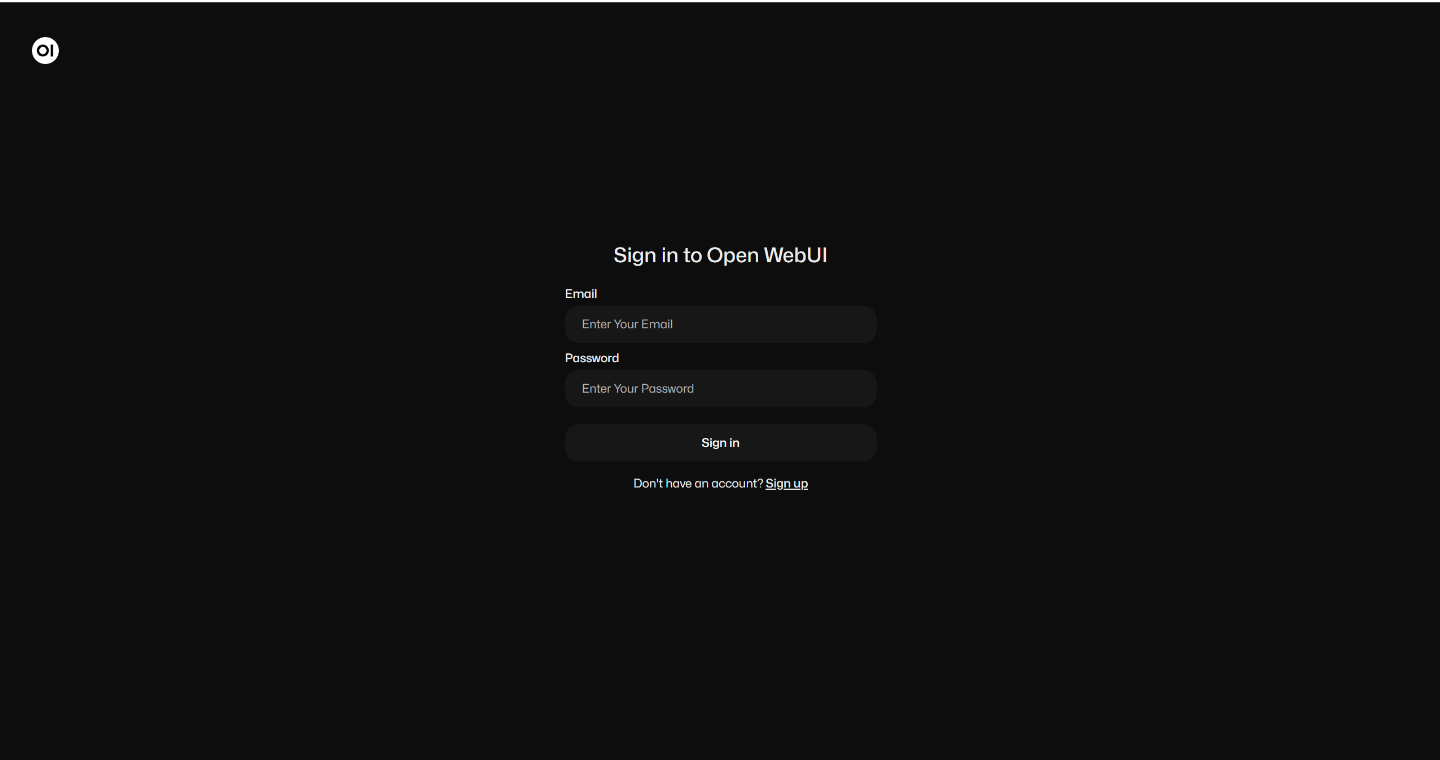 OI
Sign in to Open WebUI
Email
Enter Your Email
Password
Enter Your Password
Sign in
Don't have an account? Sign up